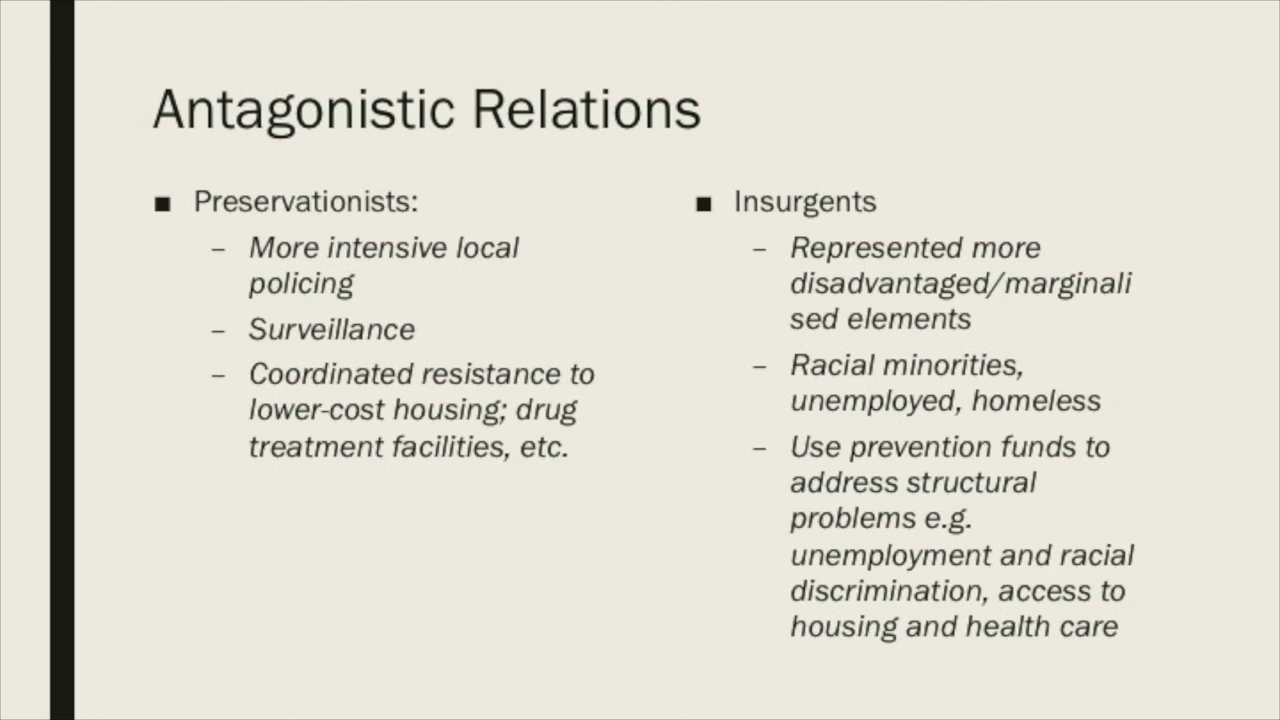 Antagonistic Relations
■ Preservationists:
– More intensive local
policing
– Surveillance
– Coordinated resistance to
lower-cost housing; drug
treatment facilities, etc.
■ Insurgents
– Represented more
disadvantaged/marginali
sed elements
– Racial minorities,
unemployed, homeless
– Use prevention funds to
address structural
problems e.g.
unemployment and racial
discrimination, access to
housing and health care